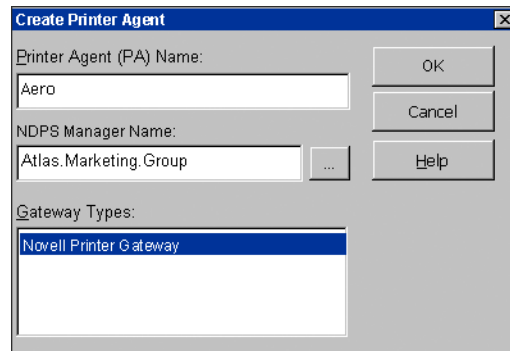 Create Printer Agent
Printer Agent (PA) Name:
Aero
NDPS Manager Name:
Atlas.Marketing.Group
...
Gateway Types:
Novell Printer Gateway
OK
Cancel
Help